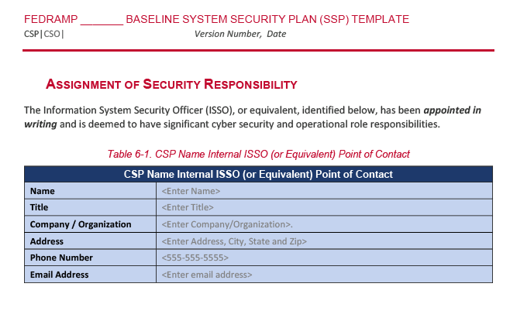 FEDRAMP _______ BASELINE SYSTEM SECURITY PLAN (SSP) TEMPLATE
CSP|CSO| Version Number, Date
ASSIGNMENT OF SECURITY RESPONSIBILITY
The Information System Security Officer (ISSO), or equivalent, identified below, has been appointed in
writing and is deemed to have significant cyber security and operational role responsibilities.
Table 6-1. CSP Name Internal ISSO (or Equivalent) Point of Contact
CSP Name Internal ISSO (or Equivalent) Point of Contact
Name <Enter Name>
Title <Enter Title>
Company / Organization <Enter Company/Organization>.
Address <Enter Address, City, State and Zip>
Phone Number <555-555-5555>
Email Address <Enter email address>